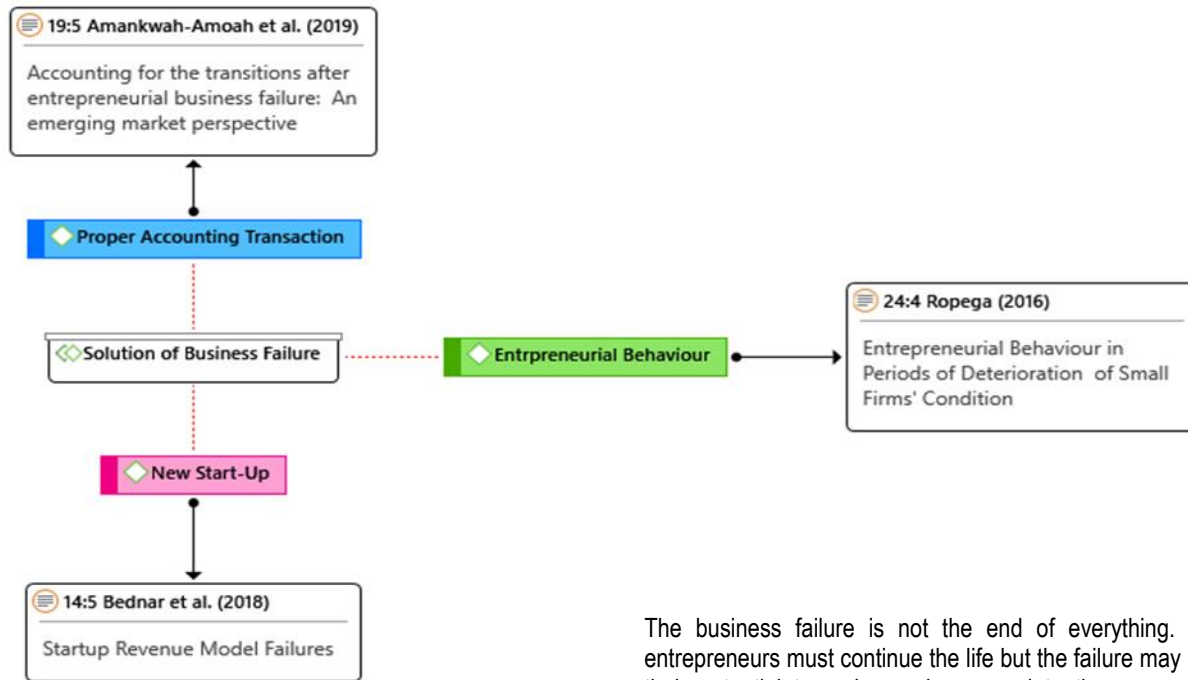 19:5 Amankwah-Amoah et al. (2019)
Accounting for the transitions after
entrepreneurial business failure: An
emerging market perspective
Proper Accounting Transaction
Solution of Business Failure
Entrpreneurial Behaviour
24:4 Ropega (2016)
Entrepreneurial Behaviour in
Periods of Deterioration of Small
Firms' Condition
New Start-Up
14:5 Bednar et al. (2018)
Startup Revenue Model Failures
The business failure is not the end of everything.
entrepreneurs must continue the life but the failure may